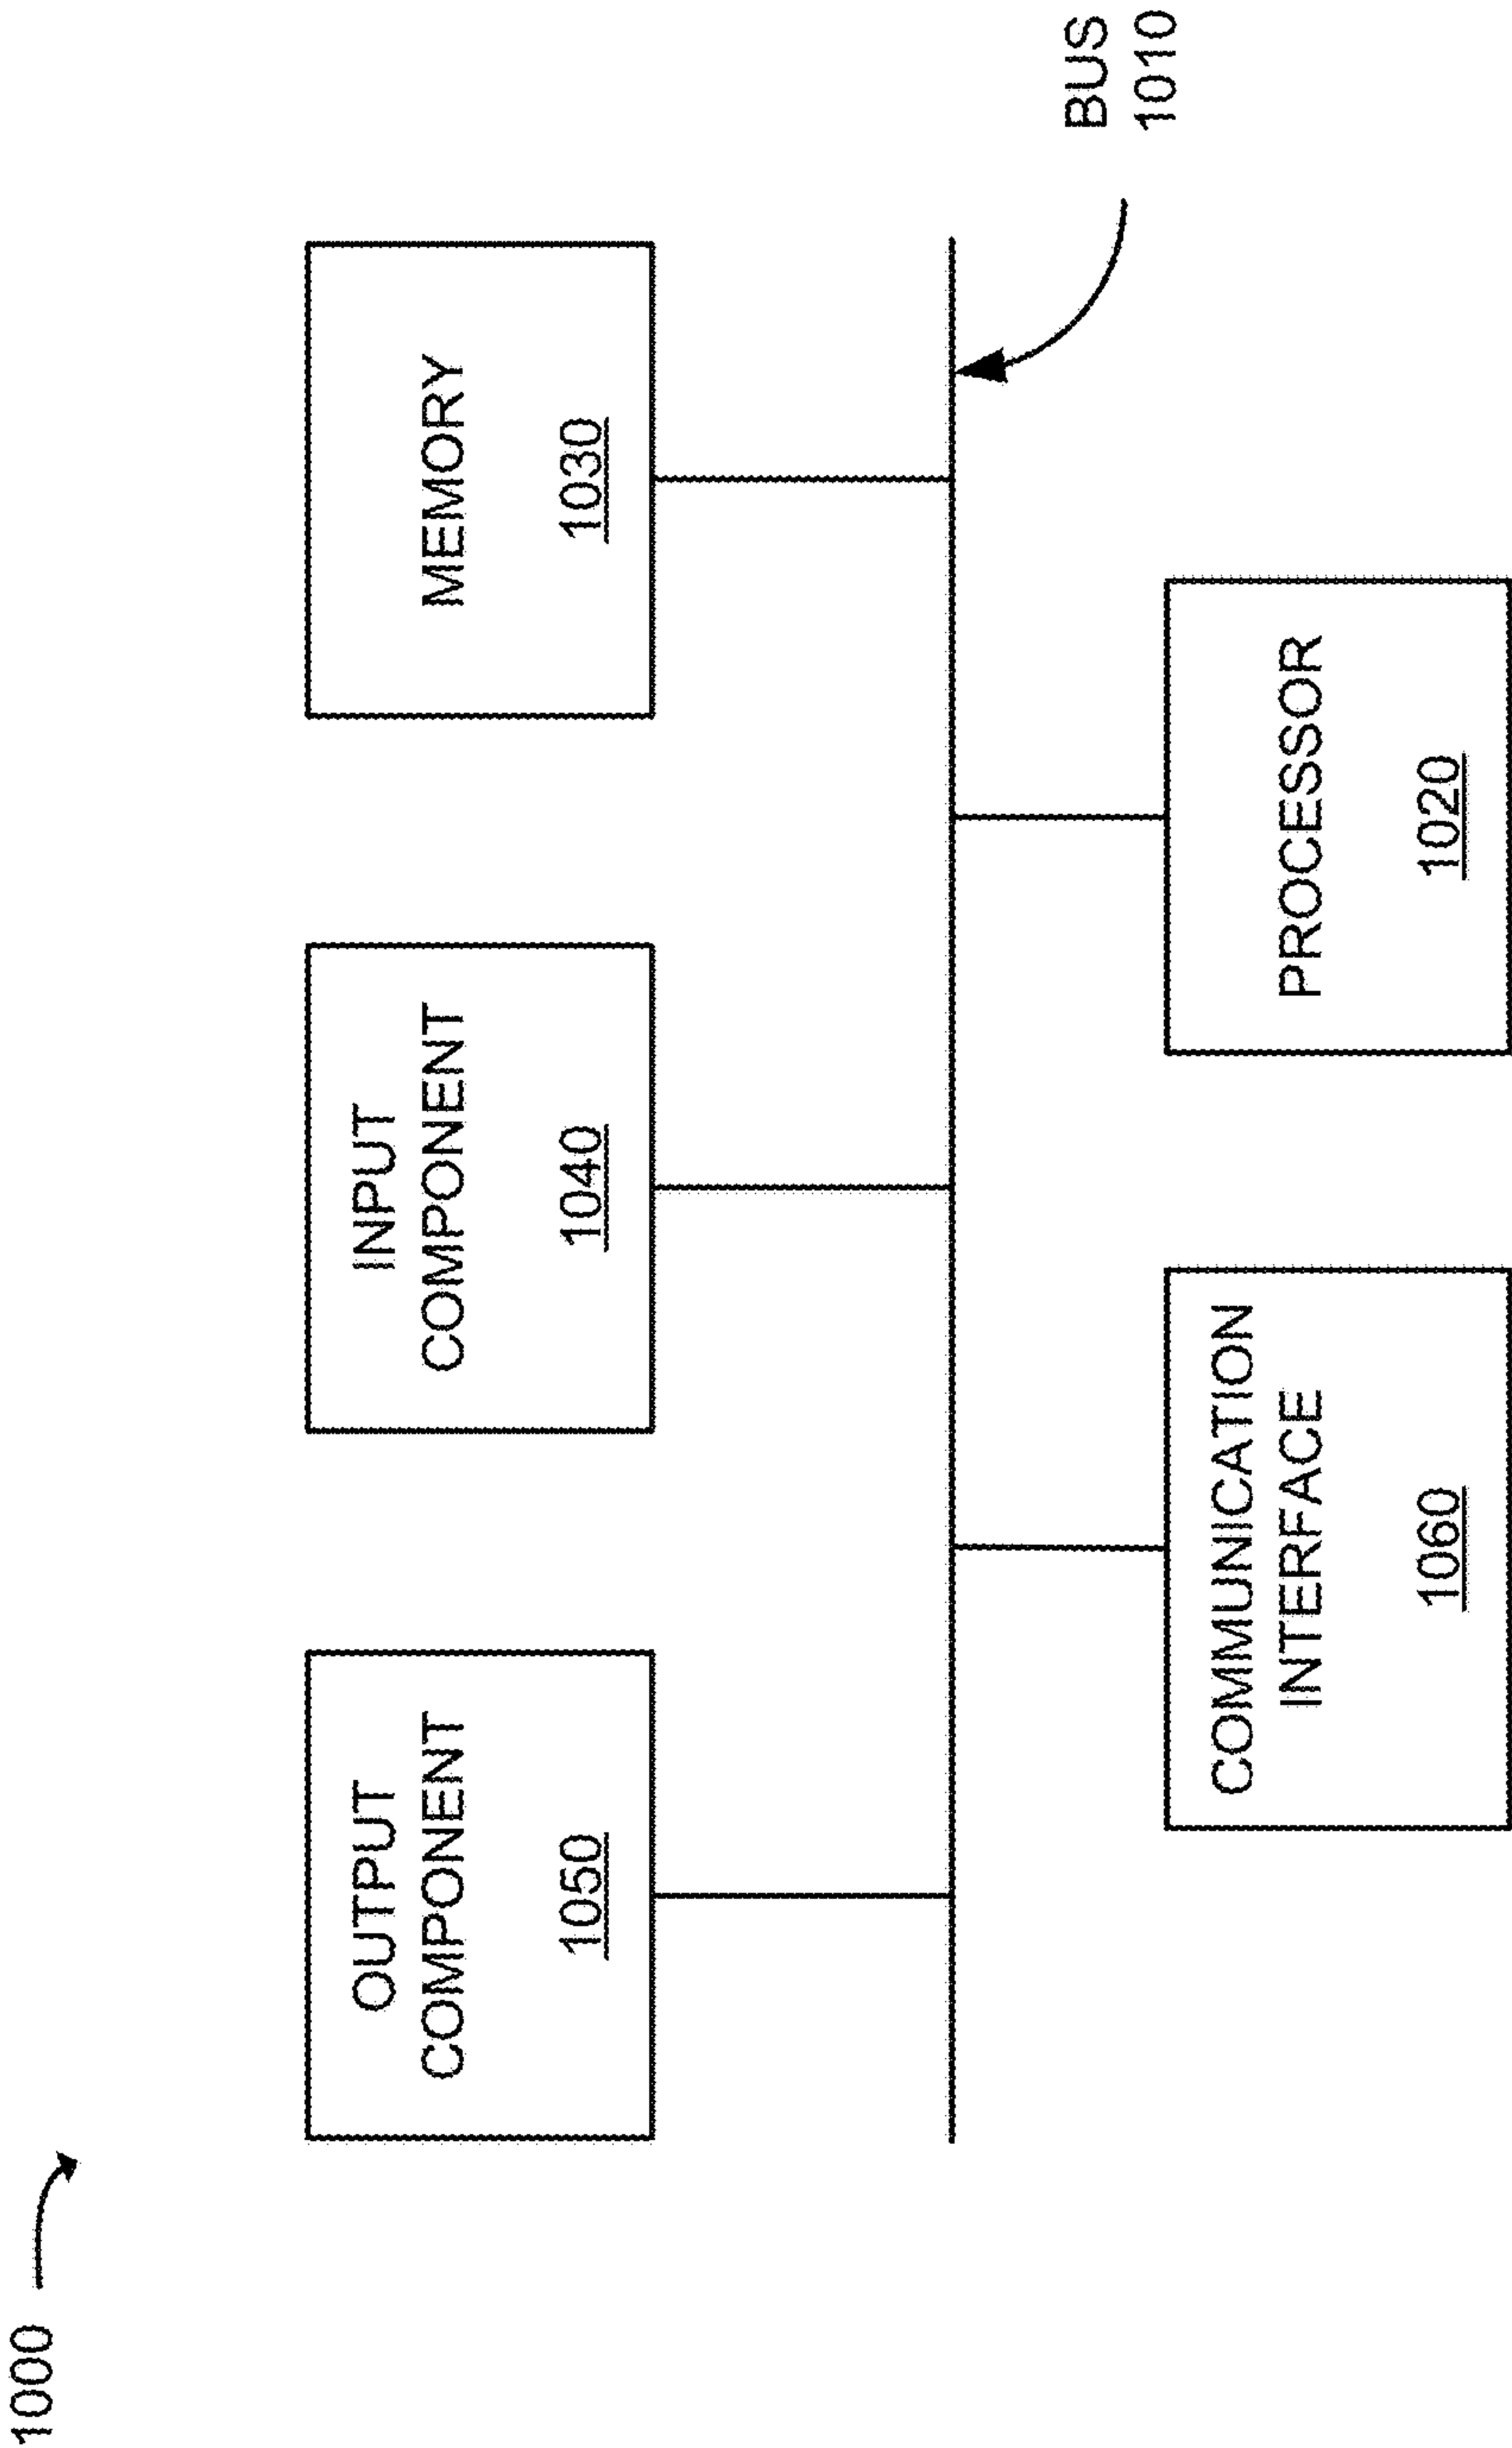 1000
OUTPUT
COMPONENT
1050
INPUT
COMPONENT
1040
MEMORY
1030
BUS
1010
COMMUNICATION
INTERFACE
1060
PROCESSOR
1020